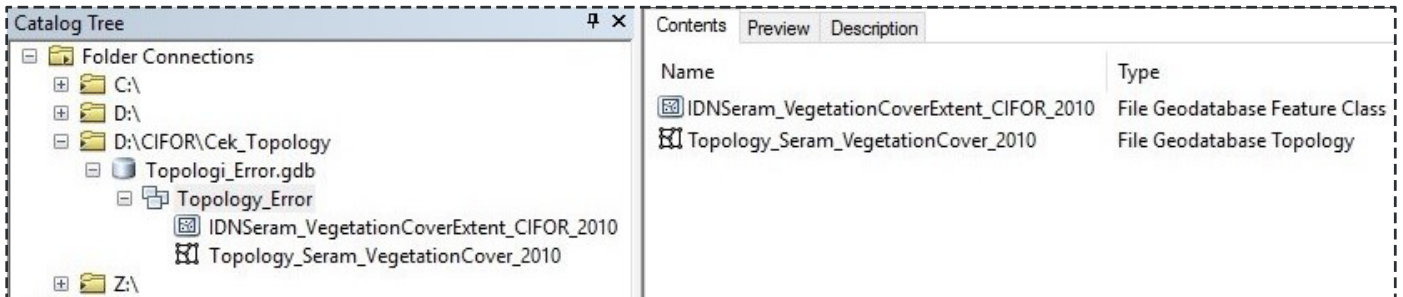 Catalog Tree
Folder Connections
C:\
D:\
D:\CIFOR\Cek_Topology
Topologi_Error.gdb
Topology_Error
IDNSeram_VegetationCoverExtent_CIFOR_2010
Topology_Seram_VegetationCover_2010
Z:\
Contents Preview Description
Name Type
IDNSeram_VegetationCoverExtent_CIFOR_2010 File Geodatabase Feature Class
Topology_Seram_VegetationCover_2010 File Geodatabase Topology